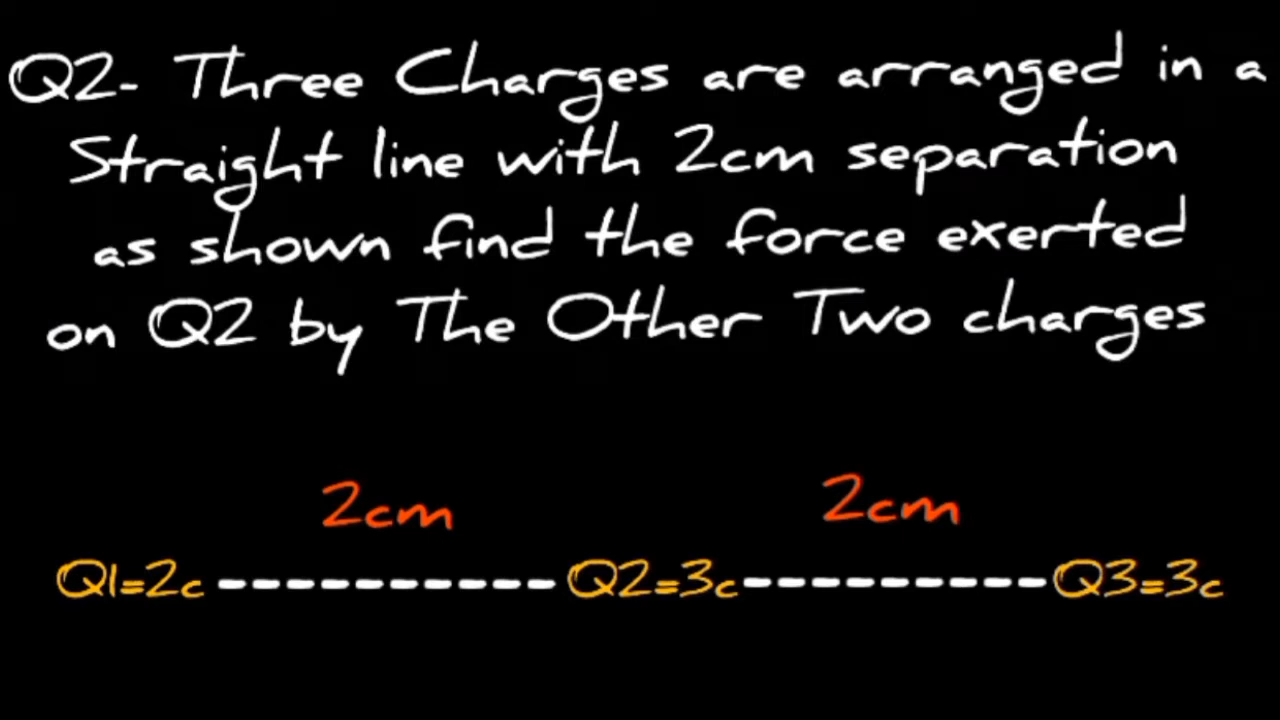 Q2- Three Charges are arranged in a
Straight line with 2cm separation
as shown find the force exerted
on Q2 by The Other Two charges
2cm 2cm
Q1=2c ---------- Q2=3c --------- Q3=3c